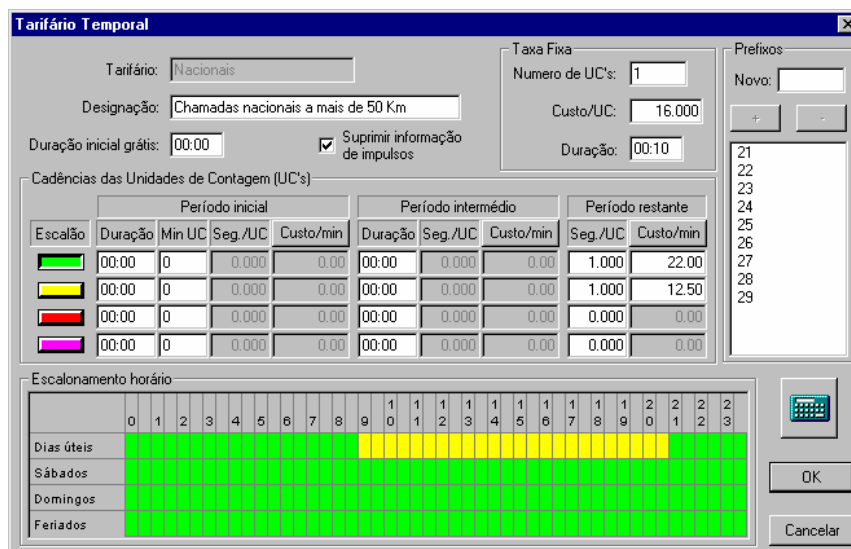 Tarifário Temporal
Tarifário: Nacionais
Designação: Chamadas nacionais a mais de 50 Km
Duração inicial grátis: 00:00
Suprimir informação
de impulsos
Taxa Fixa
Numero de UC's: 1
Custo/UC: 16.000
Duração: 00:10
Prefixos
Novo:
+ -
21
22
23
24
25
26
27
28
29
Cadências das Unidades de Contagem (UC's)
Período inicial Período intermédio Período restante
Escalão Duração Min UC Seg./UC Custo/min Duração Seg./UC Custo/min Seg./UC Custo/min
00:00 0 0.000 0.00 00:00 0.000 0.00 1.000 22.00
00:00 0 0.000 0.00 00:00 0.000 0.00 1.000 12.50
00:00 0 0.000 0.00 00:00 0.000 0.00 0.000 0.00
00:00 0 0.000 0.00 00:00 0.000 0.00 0.000 0.00
Escalonamento horário
0 1 2 3 4 5 6 7 8 9 10 11 12 13 14 15 16 17 18 19 20 21 22 23
Dias úteis
Sábados
Domingos
Feriados
OK
Cancelar